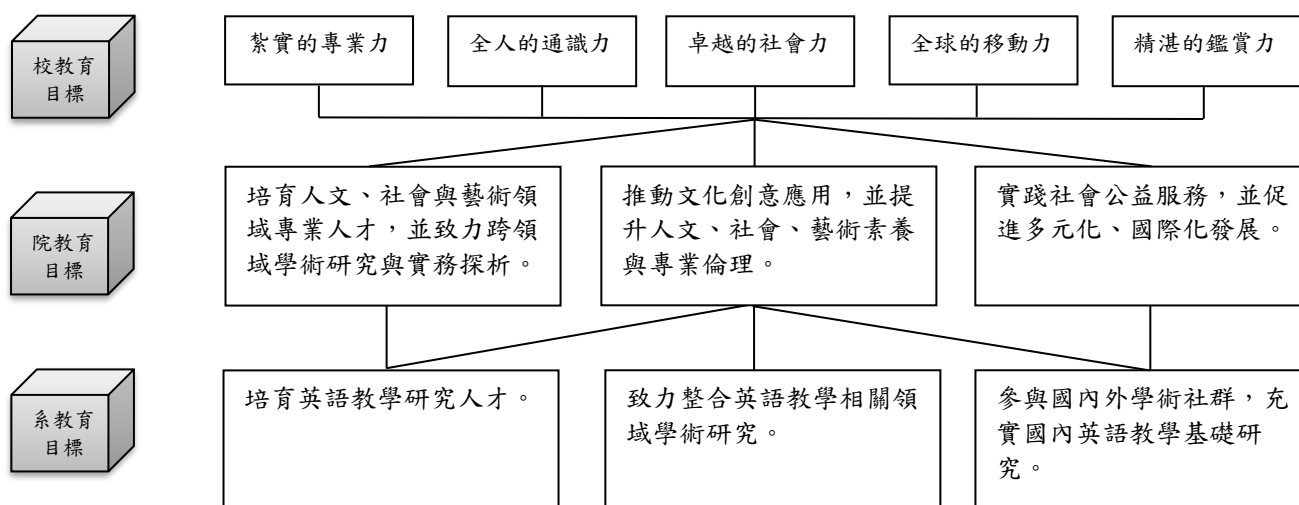 校教育
目標
紮實的專業力
全人的通識力
卓越的社會力
全球的移動力
精湛的鑑賞力
院教育
目標
培育人文、社會與藝術領
域專業人才，並致力跨領
域學術研究與實務探析。
推動文化創意應用，並提
升人文、社會、藝術素養
與專業倫理。
實踐社會公益服務，並促
進多元化、國際化發展。
系教育
目標
培育英語教學研究人才。
致力整合英語教學相關領
域學術研究。
參與國內外學術社群，充
實國內英語教學基礎研
究。